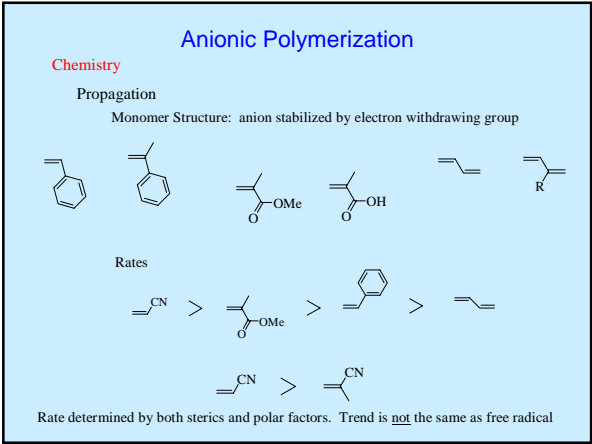 Anionic Polymerization
Chemistry
Propagation
Monomer Structure: anion stabilized by electron withdrawing group
OMe
O
OH
O
R
Rates
CN
>
OMe
O
>
>
CN
>
CN
Rate determined by both sterics and polar factors. Trend is not the same as free radical